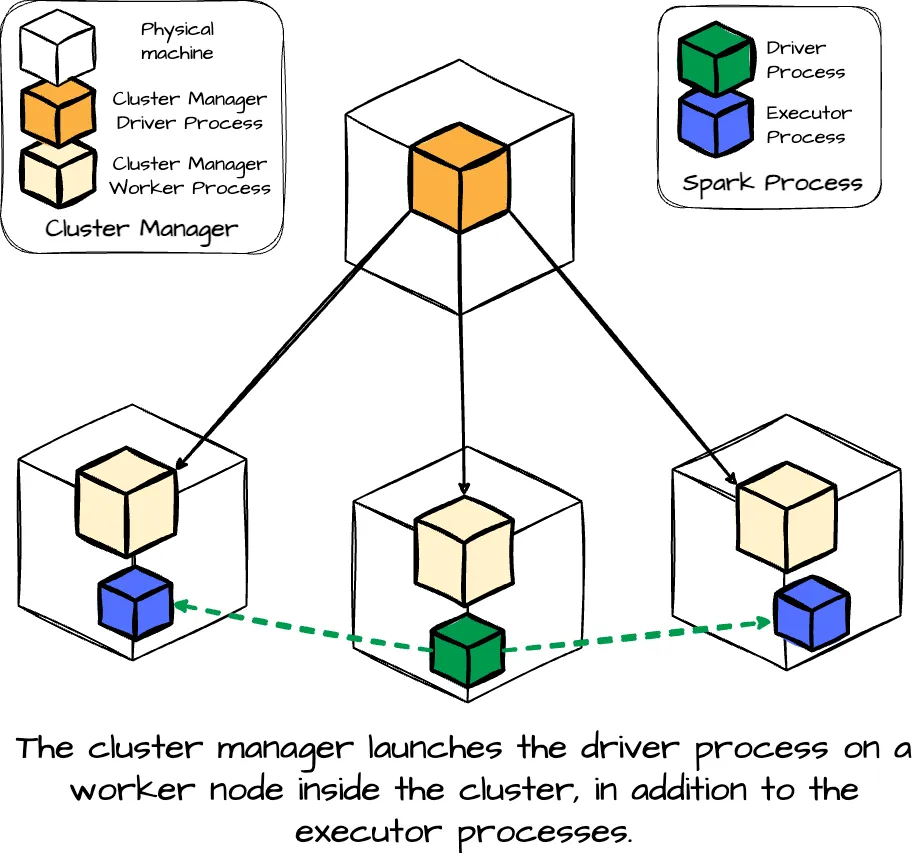 Physical
machine
Cluster Manager
Driver Process
Cluster Manager
Worker Process
Cluster Manager
Driver
Process
Executor
Process
Spark Process
The cluster manager launches the driver process on a
worker node inside the cluster, in addition to the
executor processes.